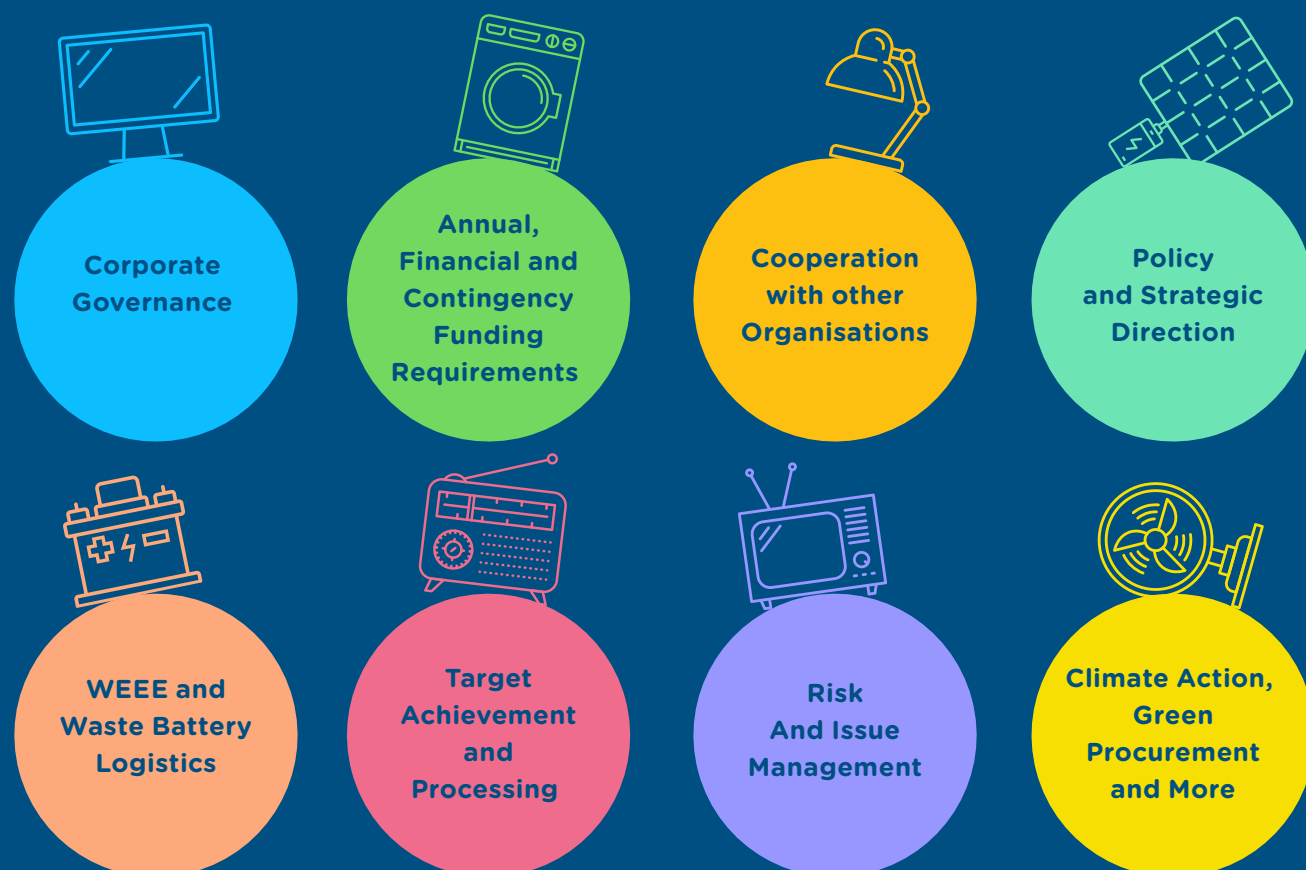 Corporate
Governance
Annual,
Financial and
Contingency
Funding
Requirements
Cooperation
with other
Organisations
Policy
and Strategic
Direction
WEEE and
Waste Battery
Logistics
Target
Achievement
and
Processing
Risk
And Issue
Management
Climate Action,
Green
Procurement
and More